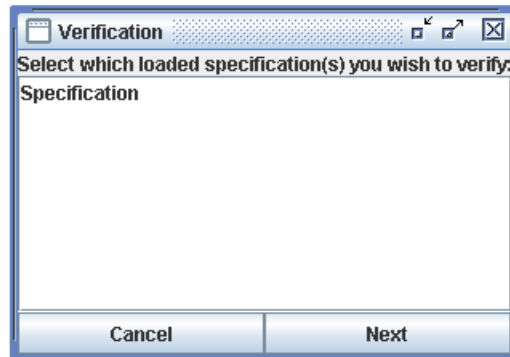 Verification
Select which loaded specification(s) you wish to verify:
Specification
Cancel Next